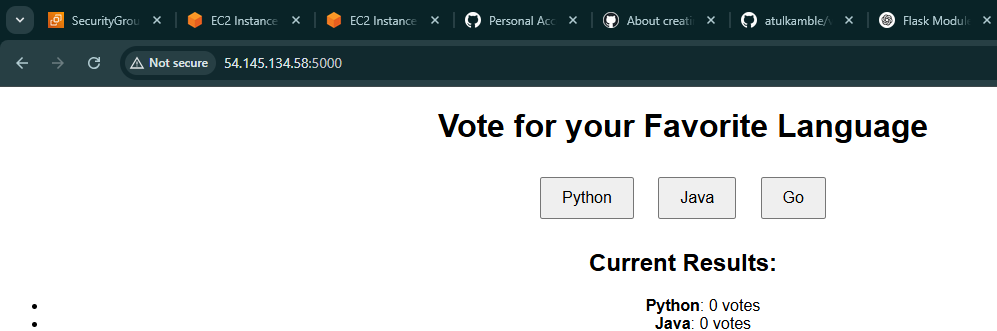 SecurityGrou
EC2 Instance
EC2 Instance
Personal Acc
About creati
atulkamble/v
Flask Module
Not secure
54.145.134.58:5000
Vote for your Favorite Language
Python
Java
Go
Current Results:
Python: 0 votes
Java: 0 votes